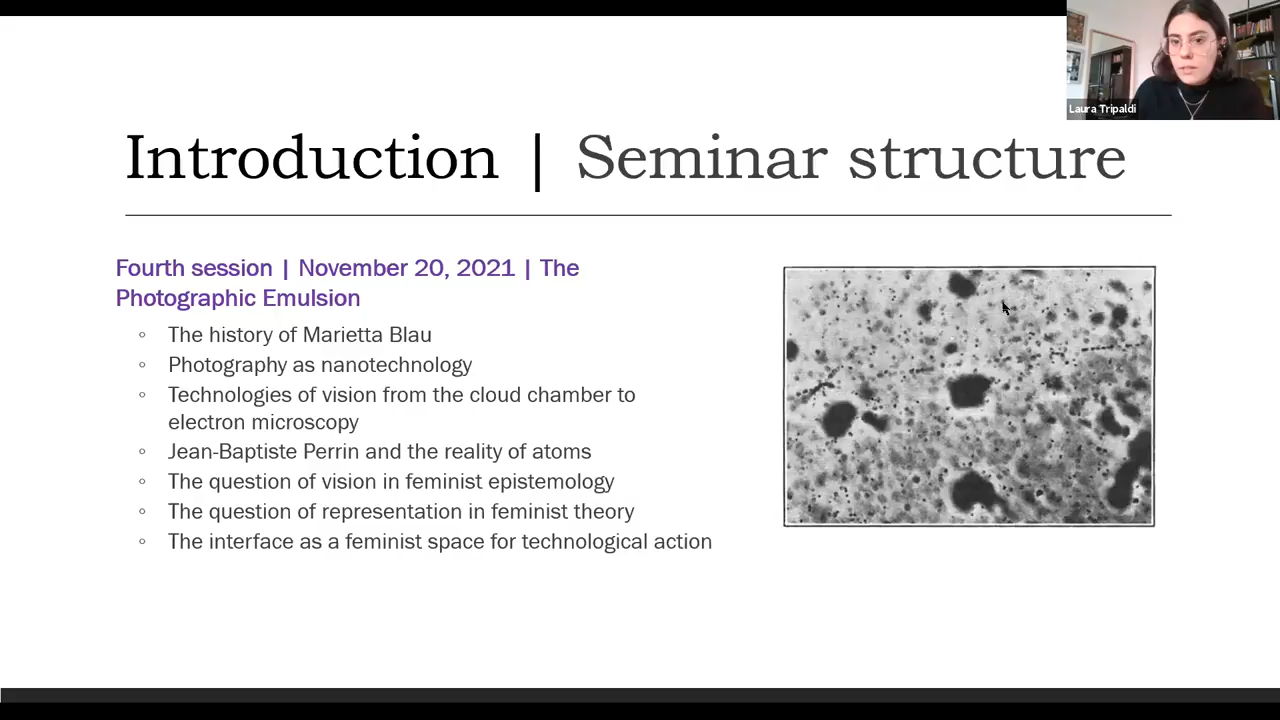 Laura Tripaldi
Introduction | Seminar structure
Fourth session | November 20, 2021 | The
Photographic Emulsion
◦ The history of Marietta Blau
◦ Photography as nanotechnology
◦ Technologies of vision from the cloud chamber to
electron microscopy
◦ Jean-Baptiste Perrin and the reality of atoms
◦ The question of vision in feminist epistemology
◦ The question of representation in feminist theory
◦ The interface as a feminist space for technological action